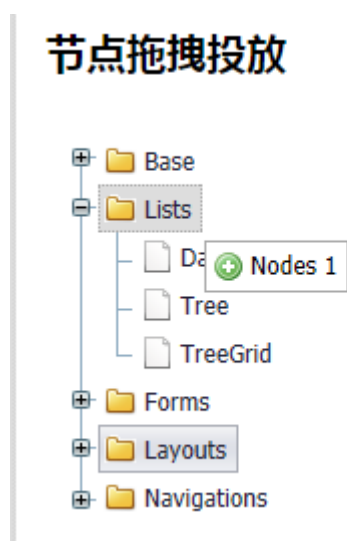 节点拖拽投放
Base
Lists
Da
Nodes 1
Tree
TreeGrid
Forms
Layouts
Navigations